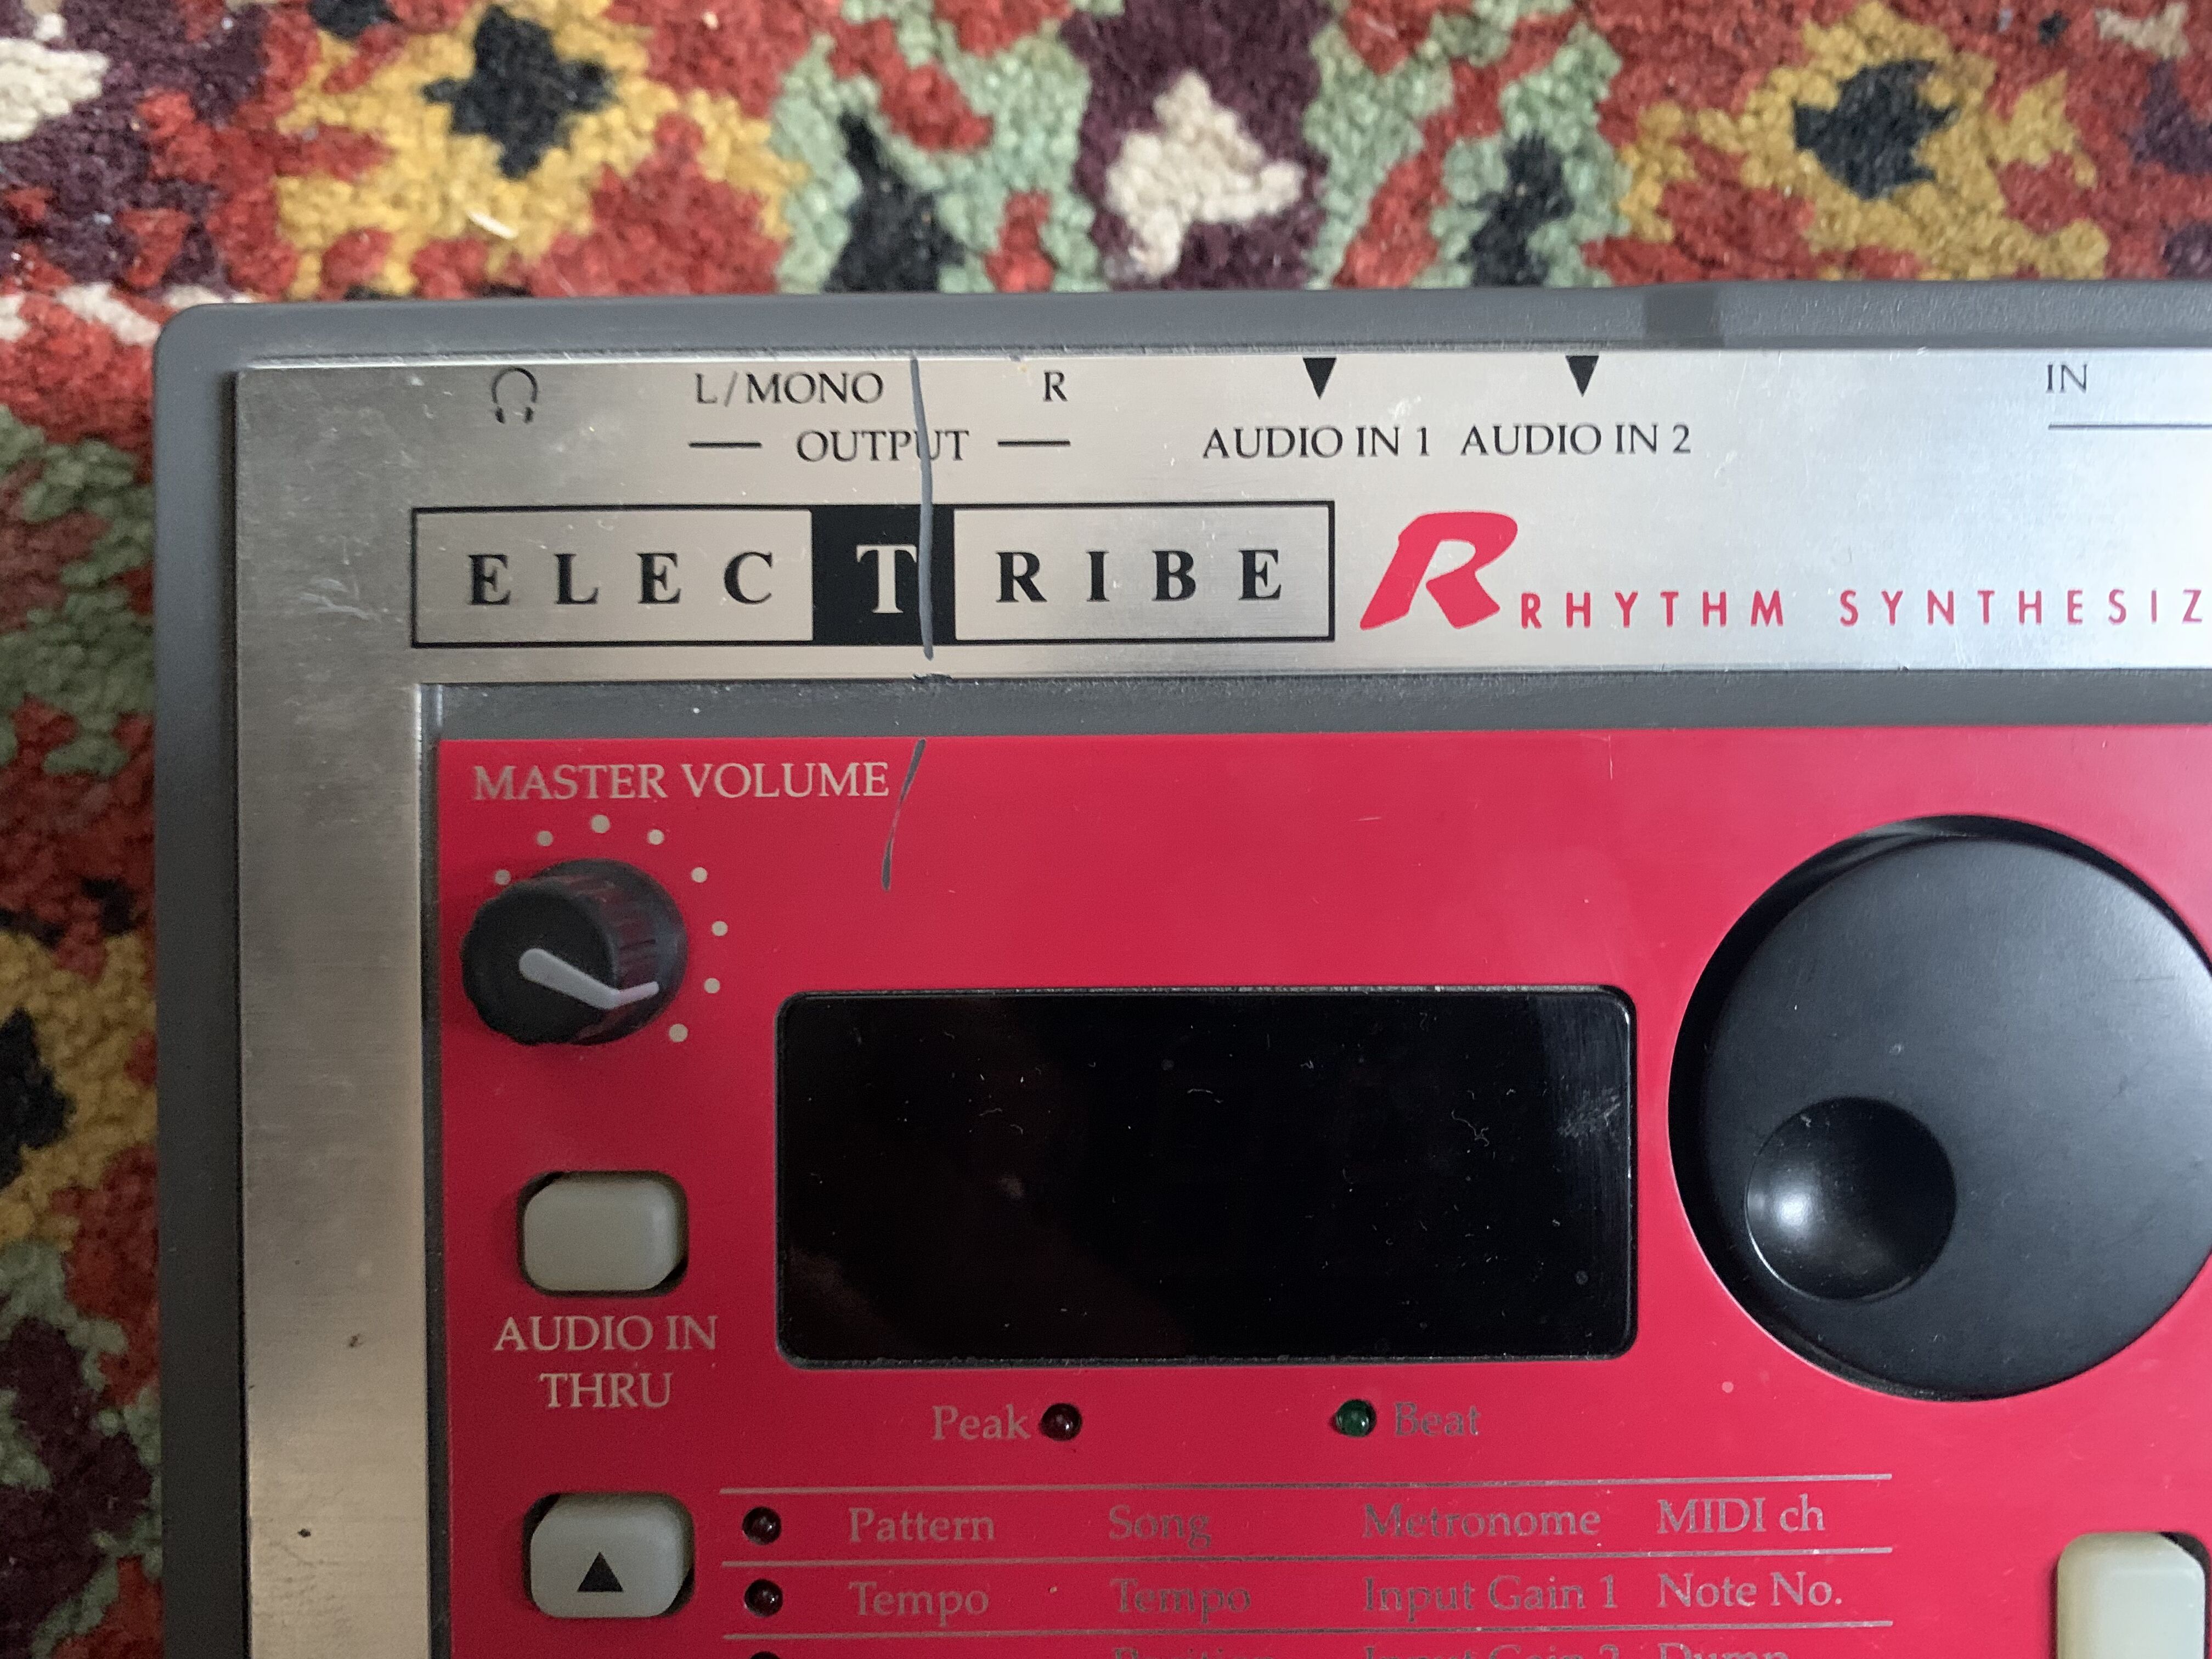 L/MONO R IN
OUTPUT AUDIO IN 1 AUDIO IN 2
ELECTRIBE R RHYTHM SYNTHESIZ
MASTER VOLUME
AUDIO IN
THRU
Peak Beat
▲ Pattern Song Metronome MIDI ch
Tempo Tempo Input Gain 1 Note No.